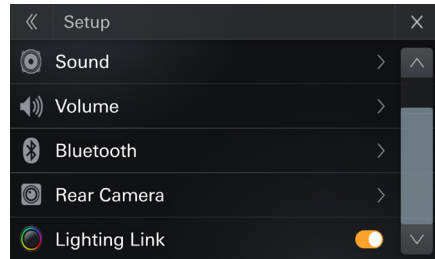 Setup
Sound
Volume
Bluetooth
Rear Camera
Lighting Link